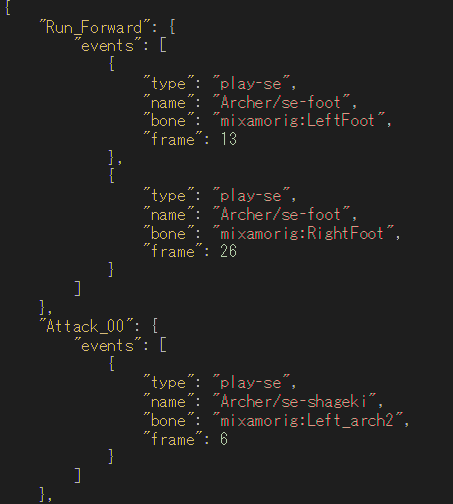 {
    "Run_Forward": {
        "events": [
            {
                "type": "play-se",
                "name": "Archer/se-foot",
                "bone": "mixamorig:LeftFoot",
                "frame": 13
            },
            {
                "type": "play-se",
                "name": "Archer/se-foot",
                "bone": "mixamorig:RightFoot",
                "frame": 26
            }
        ]
    },
    "Attack_00": {
        "events": [
            {
                "type": "play-se",
                "name": "Archer/se-shageki",
                "bone": "mixamorig:Left_arch2",
                "frame": 6
            }
        ]
    },